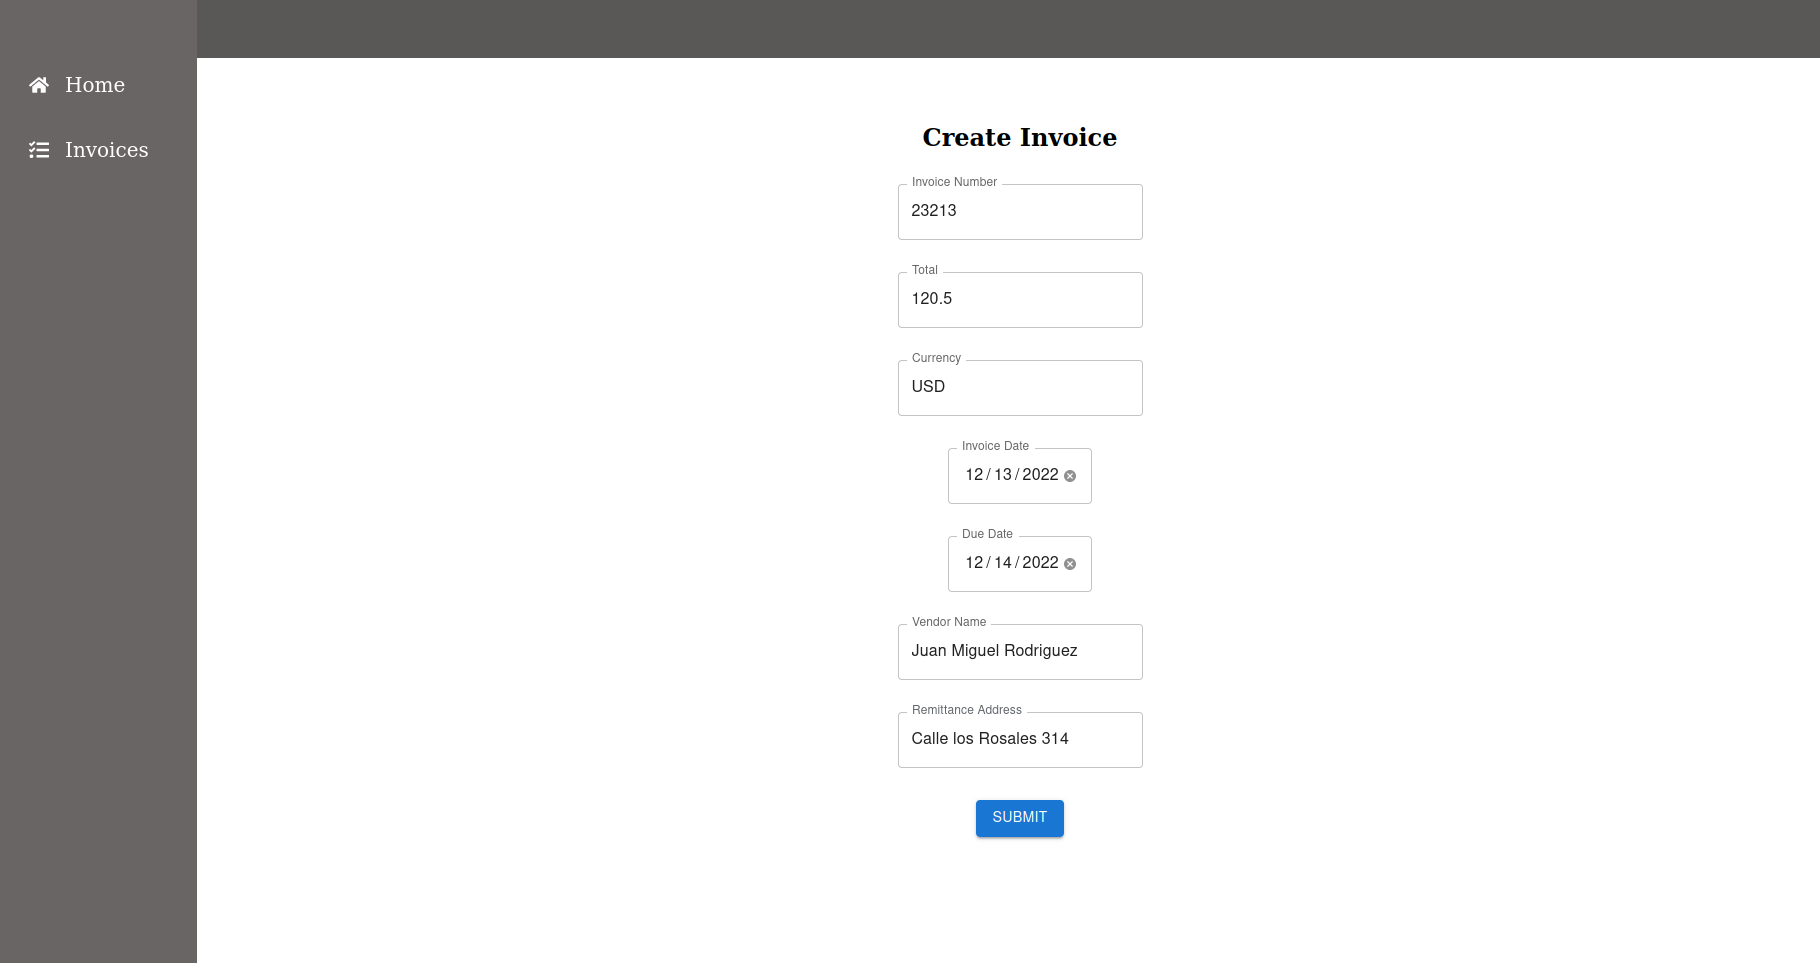 Home
Invoices
Create Invoice
Invoice Number
23213
Total
120.5
Currency
USD
Invoice Date
12/13/2022
Due Date
12/14/2022
Vendor Name
Juan Miguel Rodriguez
Remittance Address
Calle los Rosales 314
SUBMIT